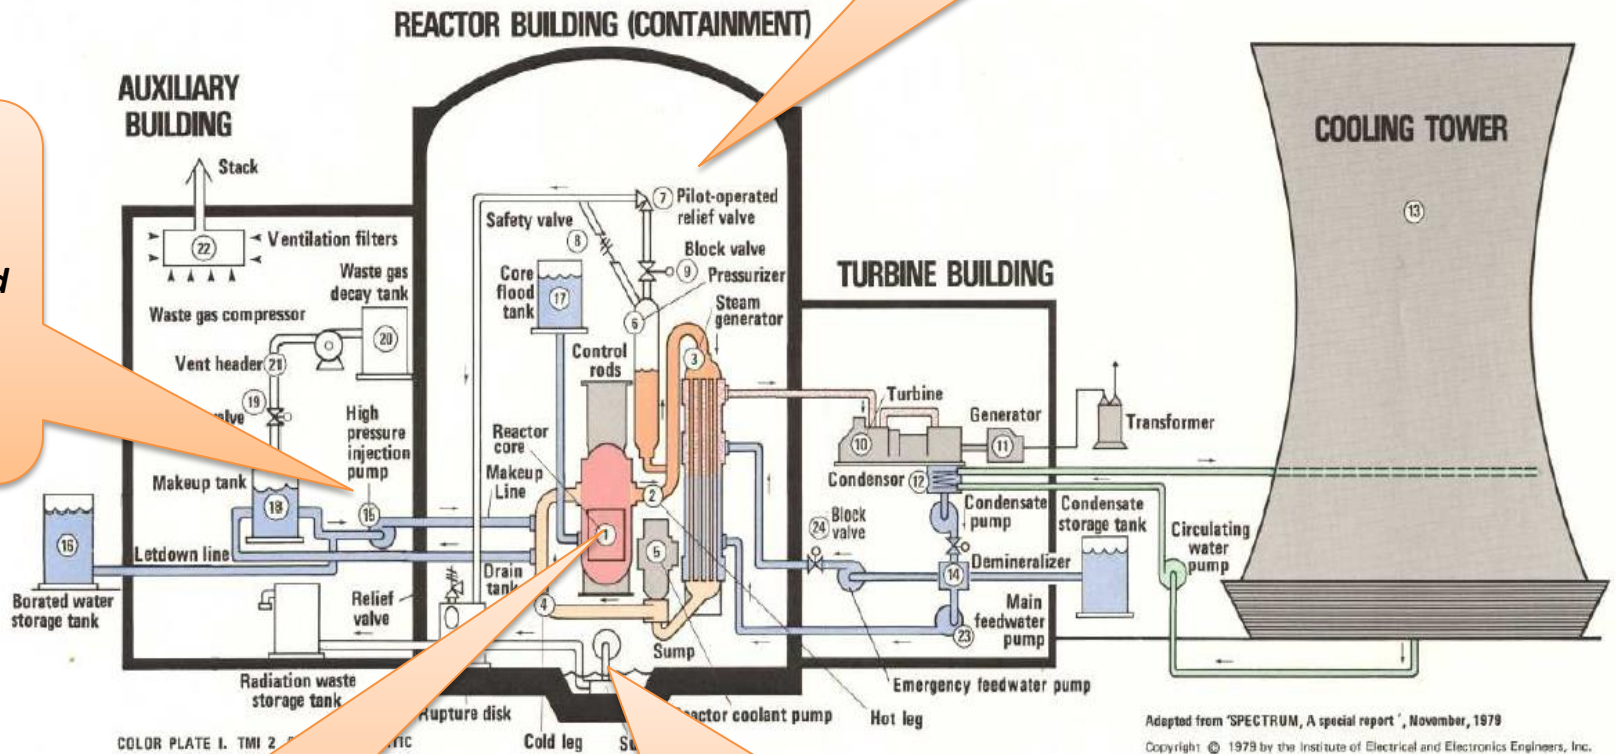 REACTOR BUILDING (CONTAINMENT)
AUXILIARY
BUILDING
COOLING TOWER
TURBINE BUILDING
d
Stack
22
Ventilation filters
Waste gas
decay tank
Waste gas compressor
20
Vent header
21
19
High
pressure
injection
pump
Makeup tank
18
15
16
Letdown line
Borated water
storage tank
Radiation waste
storage tank
Relief
valve
7
Pilot-operated
relief valve
Safety valve
8
Block valve
9
Pressurizer
Core
flood
tank
17
6
Steam
generator
3
Control
rods
Reactor
core
Makeup
Line
2
1
5
Drain
tank
4
Sump
Rupture disk
Cold leg
Reactor coolant pump
Hot leg
Turbine
10
Generator
11
Transformer
Condensor
12
Condensate
pump
Condensate
storage tank
24
Block
valve
14
Demineralizer
Main
feedwater
pump
23
Emergency feedwater pump
Circulating
water
pump
13
COLOR PLATE I. TMI 2
Adapted from 'SPECTRUM, A special report', November, 1979
Copyright © 1979 by the Institute of Electrical and Electronics Engineers, Inc.